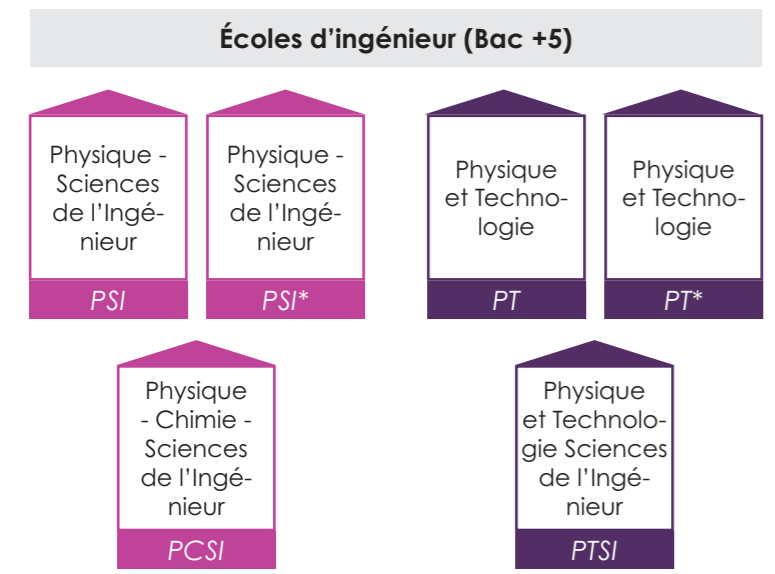 Écoles d'ingénieur (Bac +5)
Physique -
Sciences
de l'Ingé-
nieur
PSI
Physique -
Sciences
de l'Ingé-
nieur
PSI*
Physique
et Techno-
logie
PT
Physique
et Techno-
logie
PT*
Physique
- Chimie -
Sciences
de l'Ingé-
nieur
PCSI
Physique
et Technolo-
gie Sciences
de l'Ingé-
nieur
PTSI